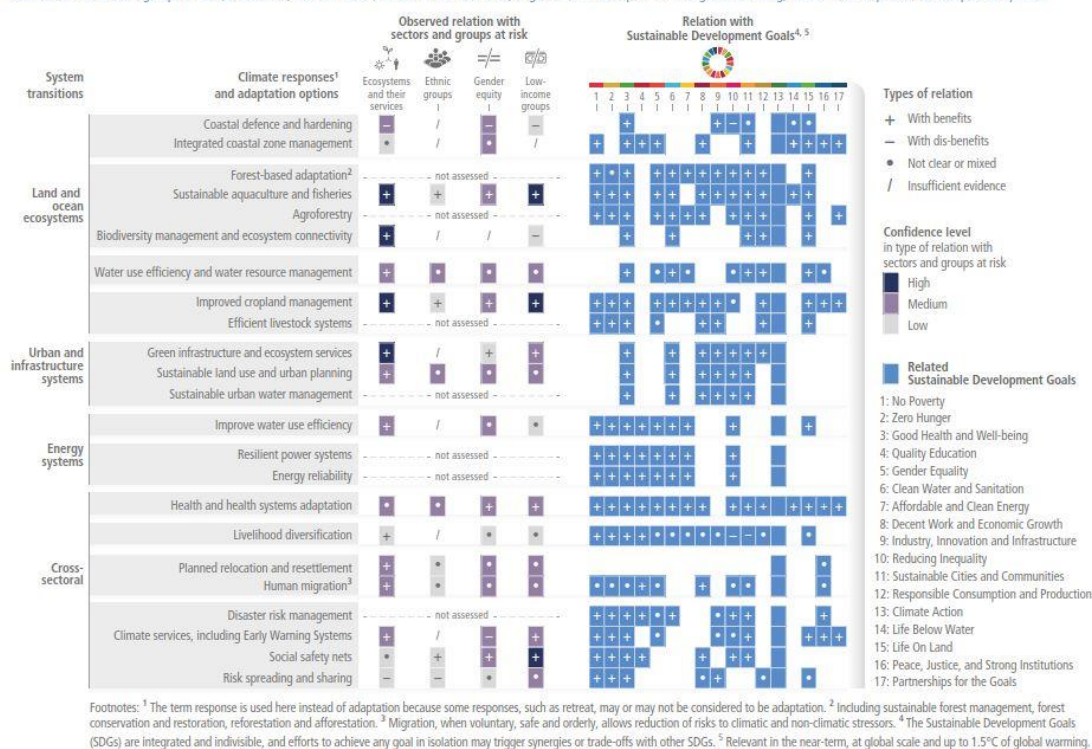 Observed relation with
sectors and groups at risk
Relation with
Sustainable Development Goals4, 5
System
transitions
Climate responses1
and adaptation options
Ecosystems
and their
services
Ethnic
groups
Gender
equity
Low-
income
groups
1 2 3 4 5 6 7 8 9 10 11 12 13 14 15 16 17
Types of relation
+ With benefits
− With dis-benefits
• Not clear or mixed
/ Insufficient evidence
Confidence level
in type of relation with
sectors and groups at risk
High
Medium
Low
Related
Sustainable Development Goals
1: No Poverty
2: Zero Hunger
3: Good Health and Well-being
4: Quality Education
5: Gender Equality
6: Clean Water and Sanitation
7: Affordable and Clean Energy
8: Decent Work and Economic Growth
9: Industry, Innovation and Infrastructure
10: Reducing Inequality
11: Sustainable Cities and Communities
12: Responsible Consumption and Production
13: Climate Action
14: Life Below Water
15: Life On Land
16: Peace, Justice, and Strong Institutions
17: Partnerships for the Goals
Land and
ocean
ecosystems
Coastal defence and hardening
Integrated coastal zone management
Forest-based adaptation2 not assessed
Sustainable aquaculture and fisheries
Agroforestry not assessed
Biodiversity management and ecosystem connectivity
Water use efficiency and water resource management
Improved cropland management
Efficient livestock systems not assessed
Urban and
infrastructure
systems
Green infrastructure and ecosystem services
Sustainable land use and urban planning
Sustainable urban water management not assessed
Energy
systems
Improve water use efficiency
Resilient power systems not assessed
Energy reliability not assessed
Cross-
sectoral
Health and health systems adaptation
Livelihood diversification
Planned relocation and resettlement
Human migration3
Disaster risk management not assessed
Climate services, including Early Warning Systems
Social safety nets
Risk spreading and sharing
Footnotes: 1 The term response is used here instead of adaptation because some responses, such as retreat, may or may not be considered to be adaptation. 2 Including sustainable forest management, forest
conservation and restoration, reforestation and afforestation. 3 Migration, when voluntary, safe and orderly, allows reduction of risks to climatic and non-climatic stressors. 4 The Sustainable Development Goals
(SDGs) are integrated and indivisible, and efforts to achieve any goal in isolation may trigger synergies or trade-offs with other SDGs. 5 Relevant in the near-term, at global scale and up to 1.5°C of global warming.